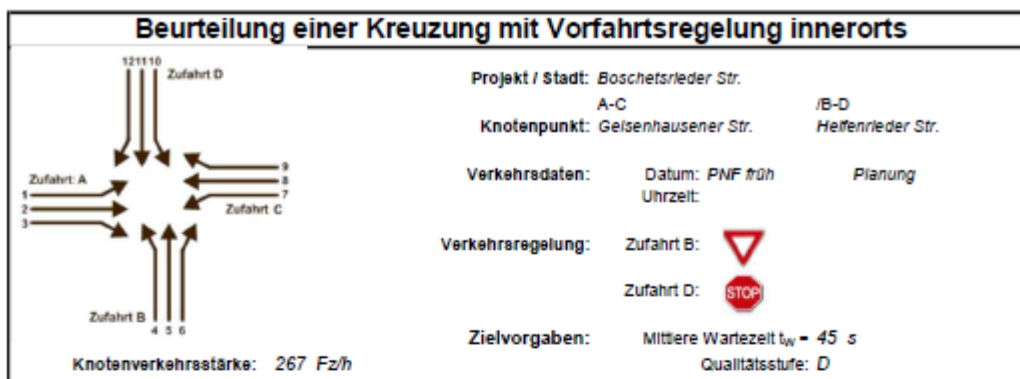 Beurteilung einer Kreuzung mit Vorfahrtsregelung innerorts
12 11 10
Zufahrt D
Zufahrt: A
1
2
3
9
8
7
Zufahrt C
Zufahrt B
4 5 6
Knotenverkehrsstärke: 267 Fz/h
Projekt / Stadt: Boschetsrieder Str.
A-C /B-D
Knotenpunkt: Geisenhausener Str. Helfenrieder Str.
Verkehrsdaten: Datum: PNF früh Planung
Uhrzeit:
Verkehrsregelung: Zufahrt B:
Zufahrt D: STOP
Zielvorgaben: Mittlere Wartezeit tw = 45 s
Qualitätsstufe: D